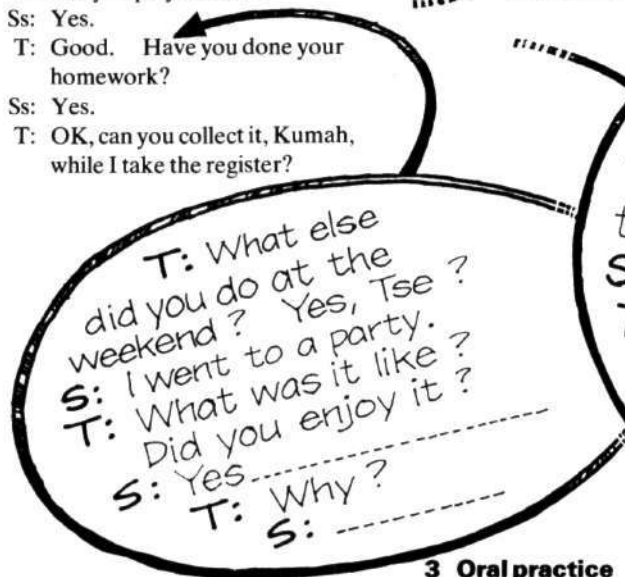 Ss: Yes.
T: Good. Have you done your
homework?
Ss: Yes.
T: OK, can you collect it, Kumah,
while I take the register?
T: What else
did you do at the
weekend? Yes, Tse?
S: I went to a party.
T: What was it like?
Did you enjoy it?
S: Yes
T: Why?
S:
3 Oral practice